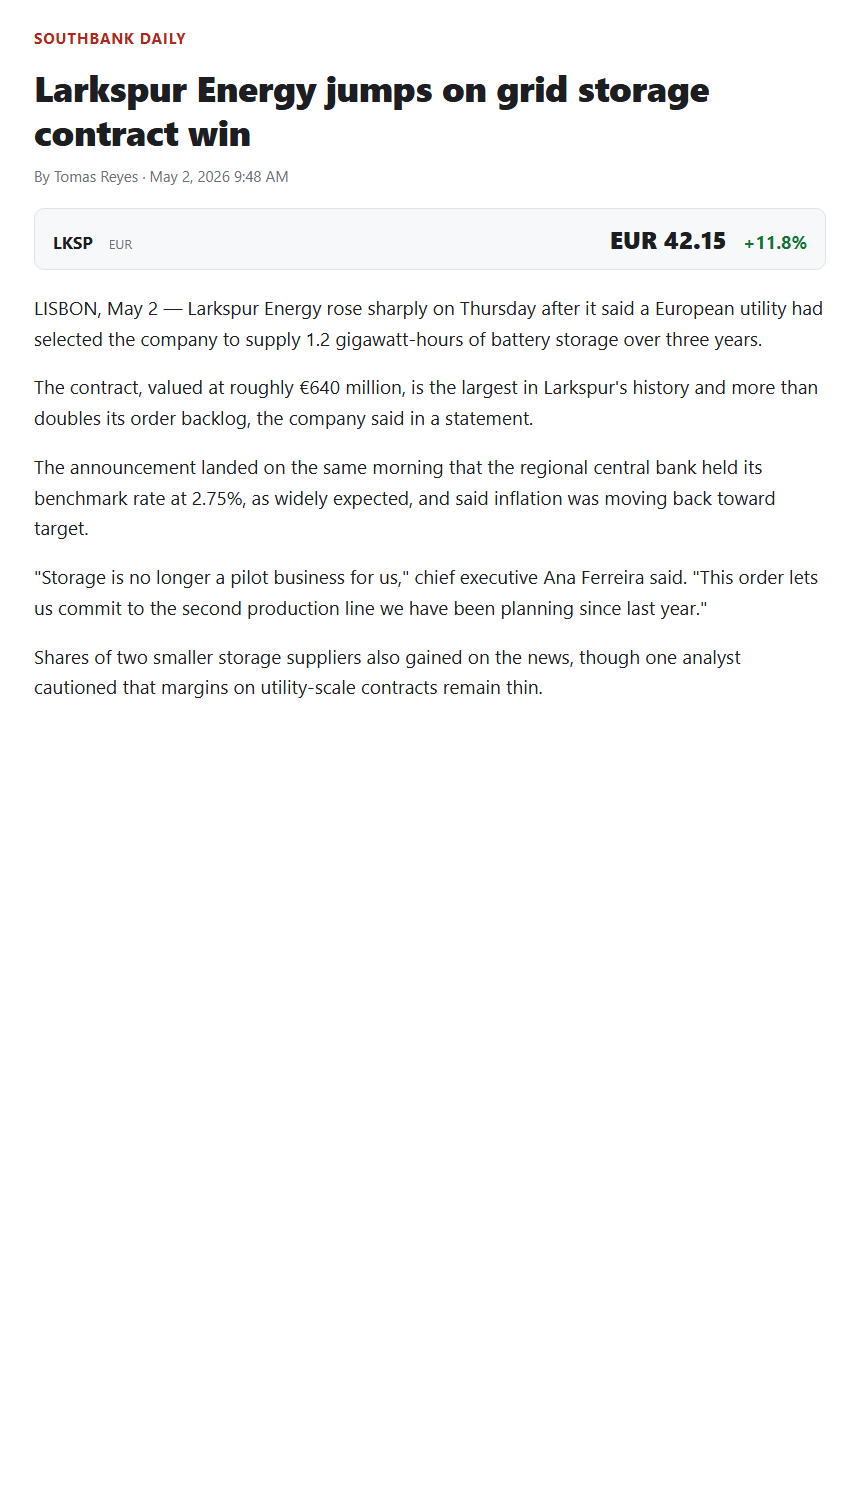 SOUTHBANK DAILY
Larkspur Energy jumps on grid storage
contract win
By Tomas Reyes · May 2, 2026 9:48 AM
LKSP EUR EUR 42.15 +11.8%
LISBON, May 2 — Larkspur Energy rose sharply on Thursday after it said a European utility had
selected the company to supply 1.2 gigawatt-hours of battery storage over three years.
The contract, valued at roughly €640 million, is the largest in Larkspur's history and more than
doubles its order backlog, the company said in a statement.
The announcement landed on the same morning that the regional central bank held its
benchmark rate at 2.75%, as widely expected, and said inflation was moving back toward
target.
"Storage is no longer a pilot business for us," chief executive Ana Ferreira said. "This order lets
us commit to the second production line we have been planning since last year."
Shares of two smaller storage suppliers also gained on the news, though one analyst
cautioned that margins on utility-scale contracts remain thin.